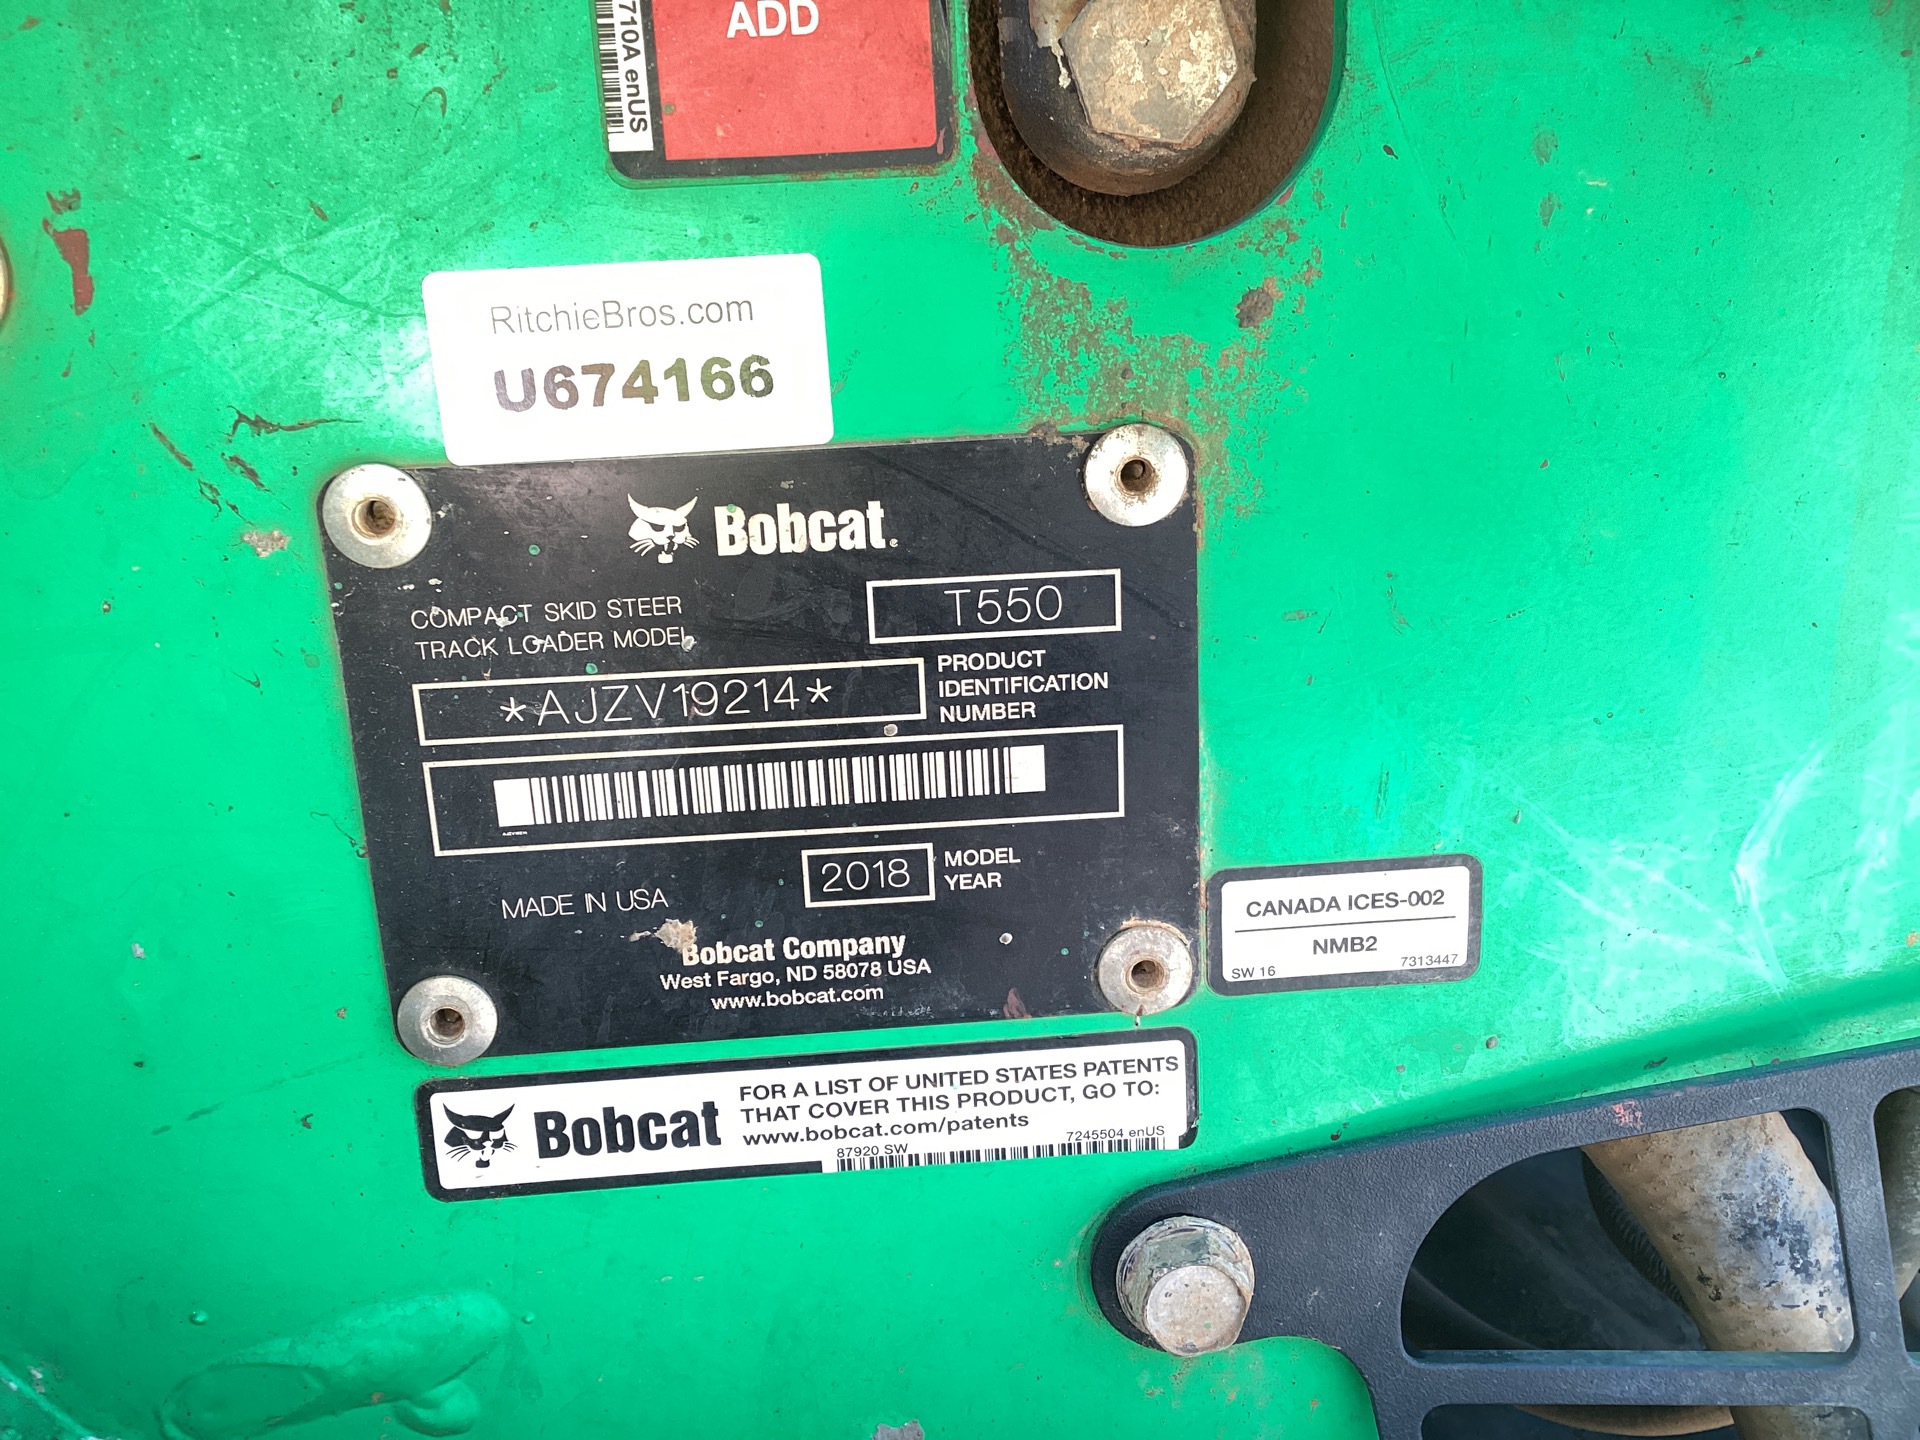 ADD
710A enUS
RitchieBros.com
U674166
Bobcat
COMPACT SKID STEER
TRACK LOADER MODEL
T550
*AJZV19214*
PRODUCT
IDENTIFICATION
NUMBER
2018
MODEL
YEAR
MADE IN USA
Bobcat Company
West Fargo, ND 58078 USA
www.bobcat.com
CANADA ICES-002
NMB2
SW 16
7313447
Bobcat
FOR A LIST OF UNITED STATES PATENTS
THAT COVER THIS PRODUCT, GO TO:
www.bobcat.com/patents
87920 SW
7245504 enUS